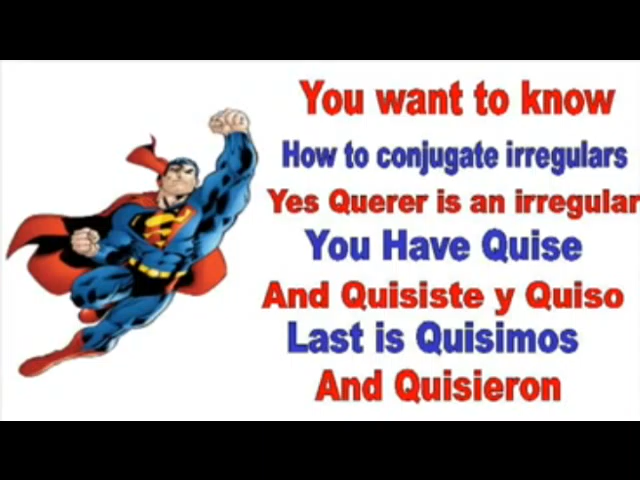 You want to know
How to conjugate irregulars
Yes Querer is an irregular
You Have Quise
And Quisiste y Quiso
Last is Quisimos
And Quisieron